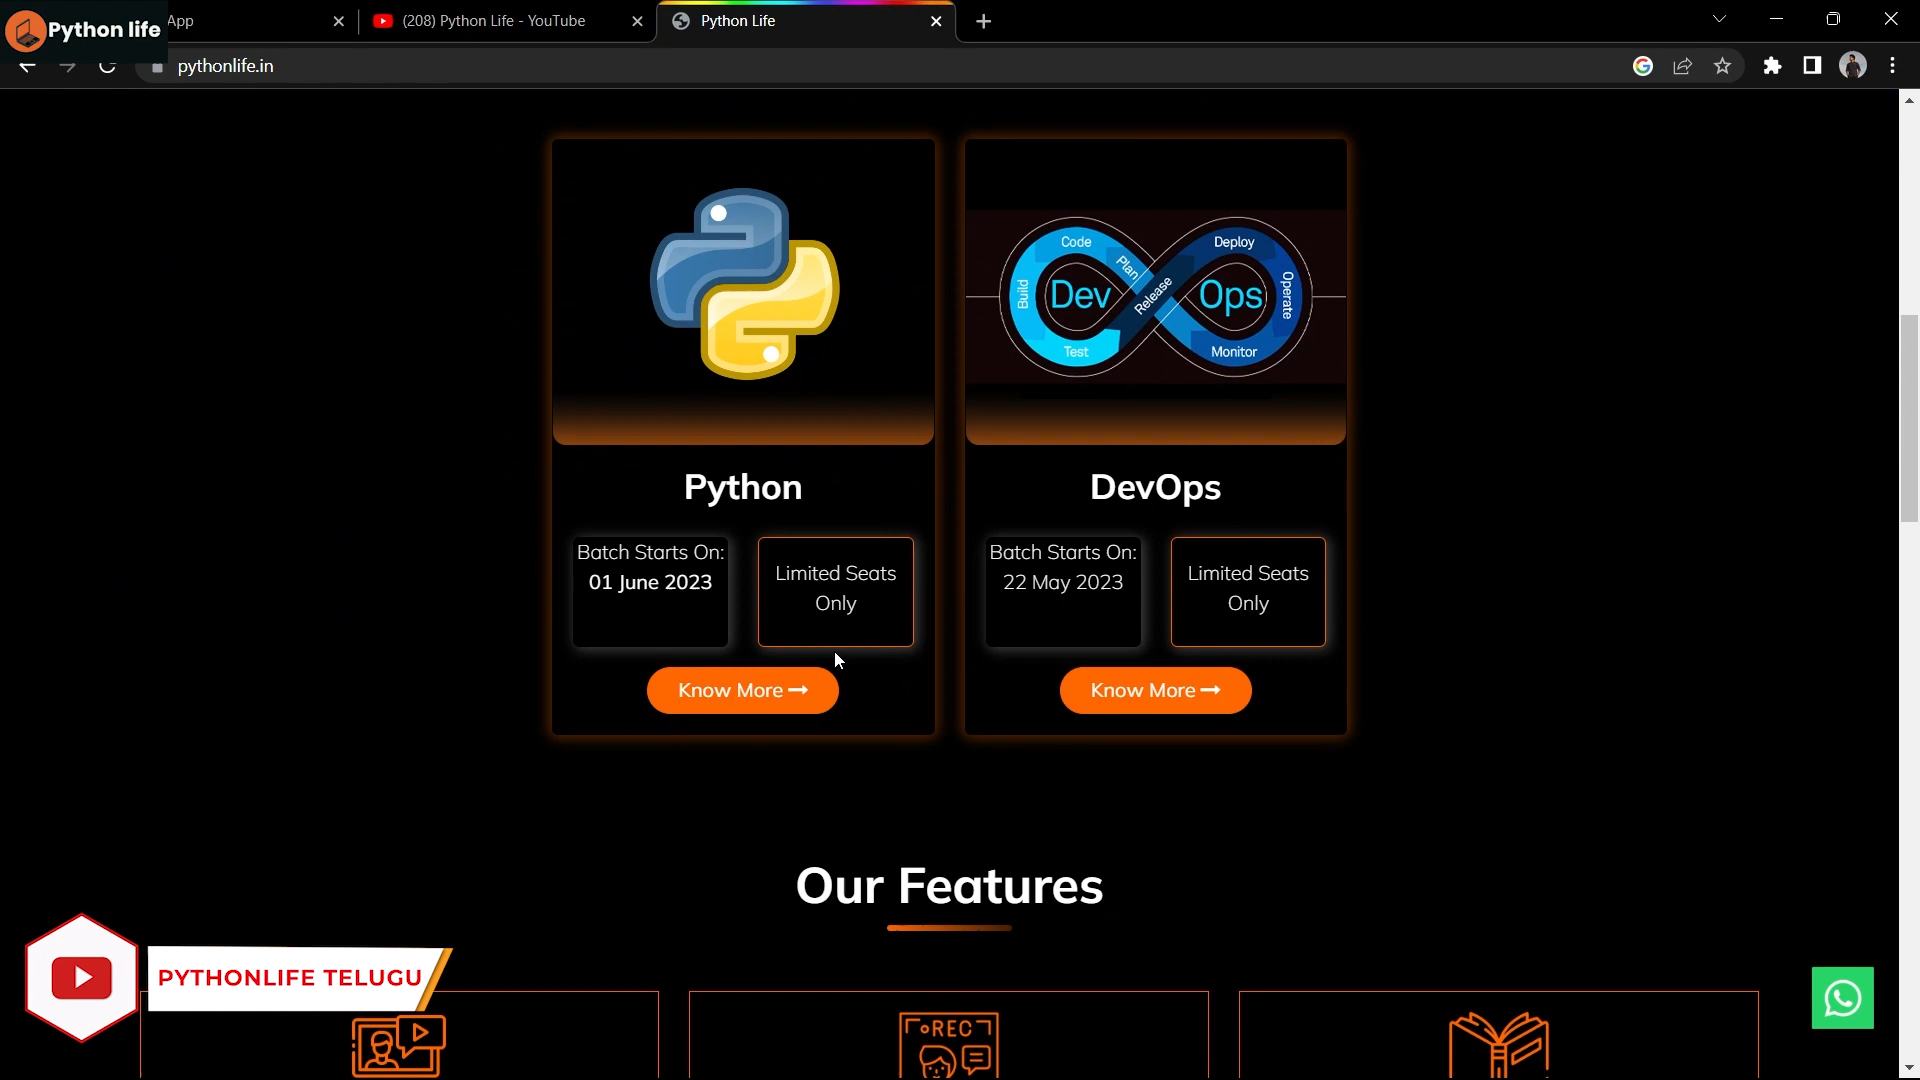 Python life
App
(208) Python Life - YouTube
Python Life
pythonlife.in
Code
Plan
Build
Dev
Test
Release
Deploy
Ops
Operate
Monitor
Python
Batch Starts On:
01 June 2023
Limited Seats
Only
Know More
DevOps
Batch Starts On:
22 May 2023
Limited Seats
Only
Know More
Our Features
PYTHONLIFE TELUGU
REC